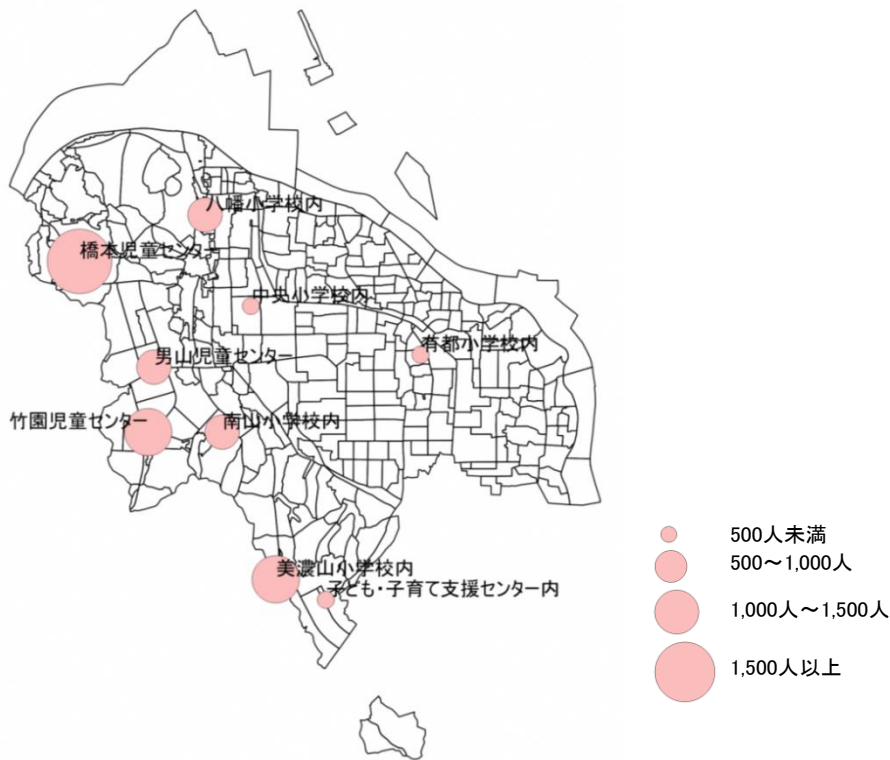 八幡小学校内
橋本児童センター
中央小学校内
有都小学校内
男山児童センター
竹園児童センター
南山小学校内
美濃山小学校内
子ども・子育て支援センター内
500人未満
500～1,000人
1,000人～1,500人
1,500人以上